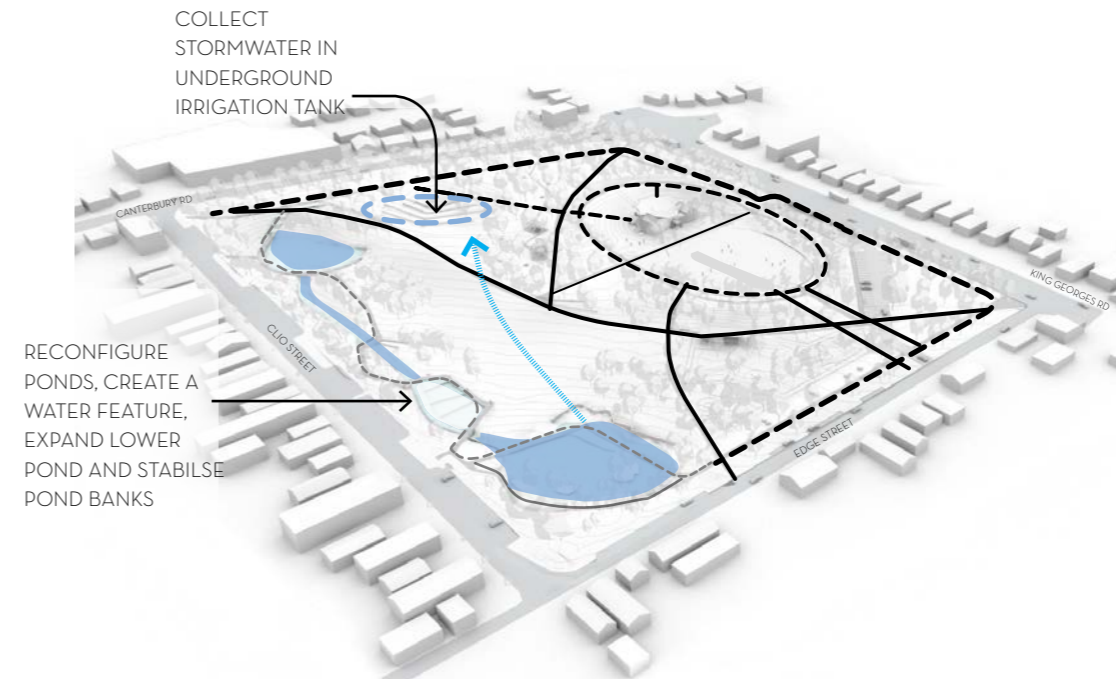 COLLECT
STORMWATER IN
UNDERGROUND
IRRIGATION TANK
CANTERBURY RD
KING GEORGES RD
CLIO STREET
RECONFIGURE
PONDS, CREATE A
WATER FEATURE,
EXPAND LOWER
POND AND STABILSE
POND BANKS
EDGE STREET